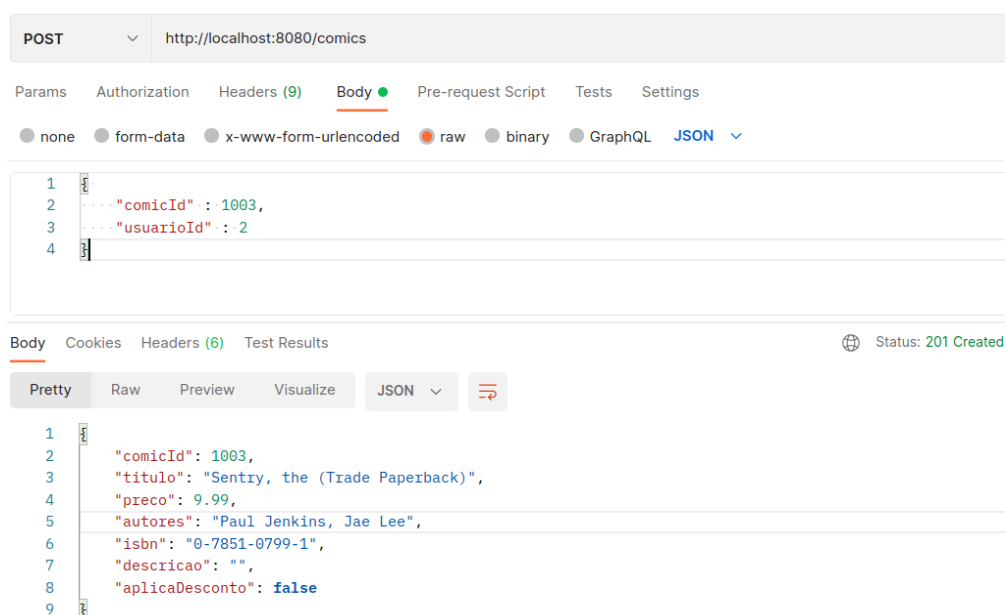 POST http://localhost:8080/comics
Params Authorization Headers (9) Body Pre-request Script Tests Settings
none form-data x-www-form-urlencoded raw binary GraphQL JSON
1 {
2 "comicId" : 1003,
3 "usuarioId" : 2
4 }
Body Cookies Headers (6) Test Results Status: 201 Created
Pretty Raw Preview Visualize JSON
1 {
2 "comicId": 1003,
3 "titulo": "Sentry, the (Trade Paperback)",
4 "preco": 9.99,
5 "autores": "Paul Jenkins, Jae Lee",
6 "isbn": "0-7851-0799-1",
7 "descricao": "",
8 "aplicaDesconto": false
9 }